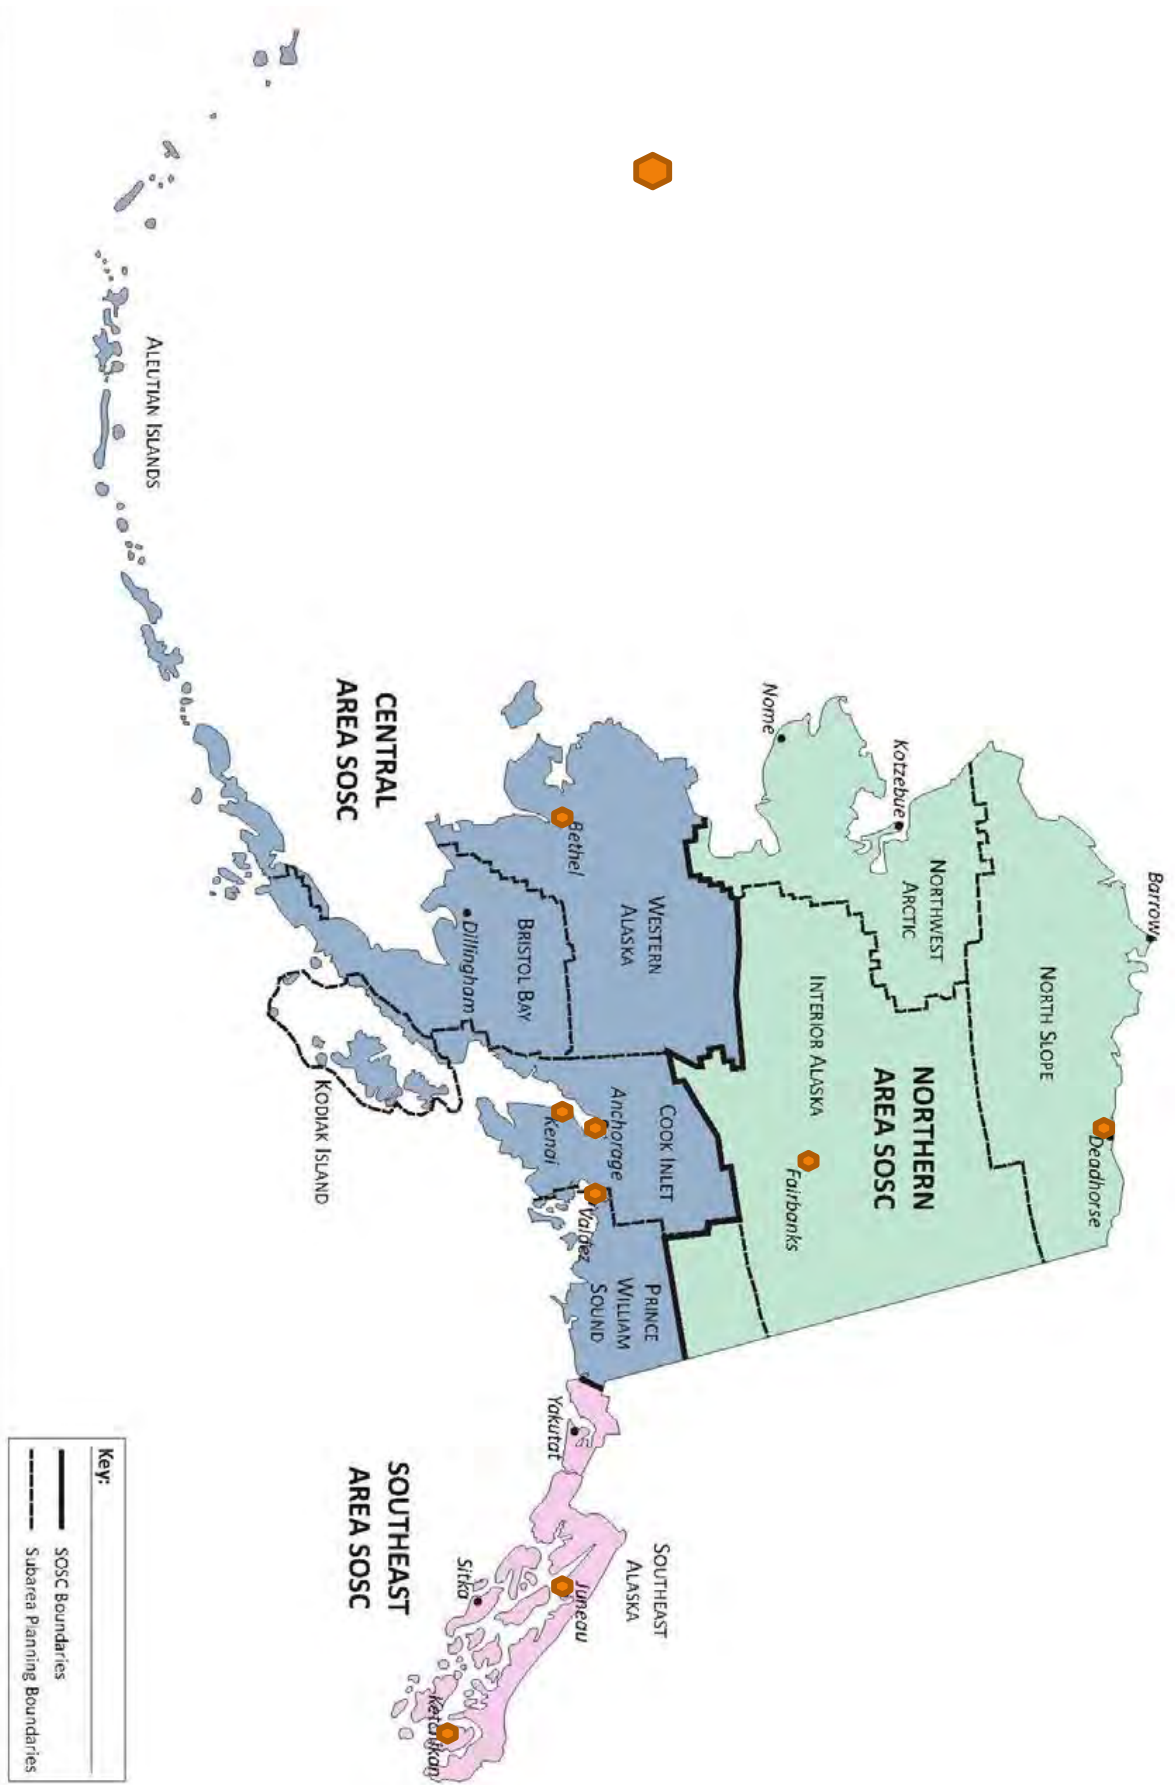 Barrow
Deadhorse
NORTH SLOPE
Kotzebue
NORTHWEST
ARCTIC
NORTHERN
AREA SOSC
Nome
INTERIOR ALASKA
Fairbanks
WESTERN
ALASKA
COOK INLET
PRINCE
WILLIAM
SOUND
Bethel
Anchorage
BRISTOL BAY
Kenai
Valdez
Dillingham
CENTRAL
AREA SOSC
KODIAK ISLAND
ALEUTIAN ISLANDS
Yakutat
SOUTHEAST
ALASKA
Juneau
Sitka
Ketchikan
SOUTHEAST
AREA SOSC
Key:
SOSC Boundaries
Subarea Planning Boundaries